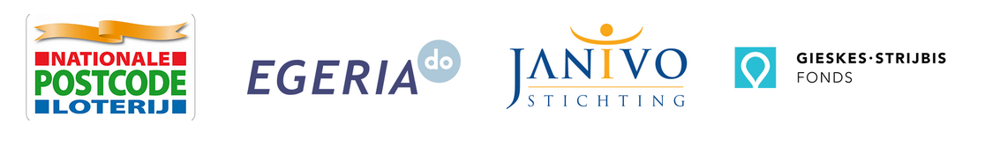 NATIONALE
POSTCODE
LOTERIJ
EGERIA do
JANIVO
STICHTING
GIESKES·STRIJBIS
FONDS